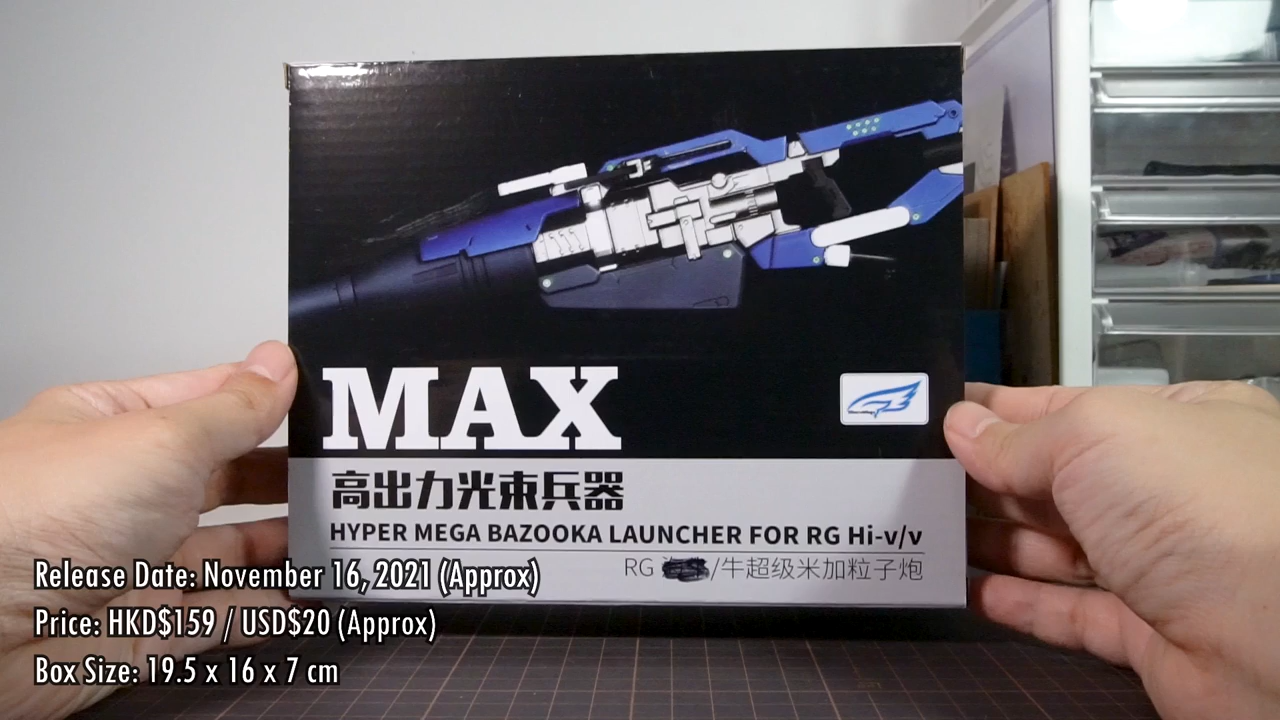 MAX
高出力光束兵器
HYPER MEGA BAZOOKA LAUNCHER FOR RG Hi-ν/ν
RG /牛超级米加粒子炮
Release Date: November 16, 2021 (Approx)
Price: HKD$159 / USD$20 (Approx)
Box Size: 19.5 x 16 x 7 cm